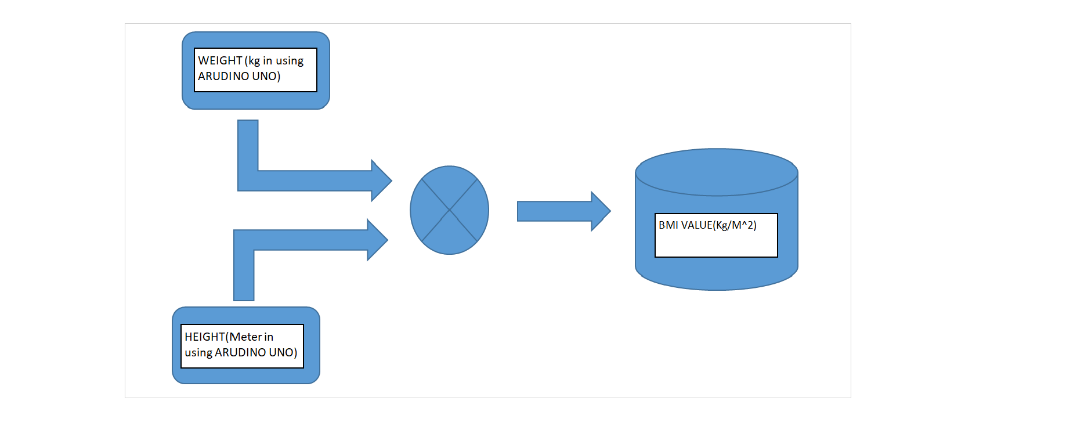 WEIGHT (kg in using
ARUDINO UNO)
BMI VALUE(Kg/M^2)
HEIGHT(Meter in
using ARUDINO UNO)